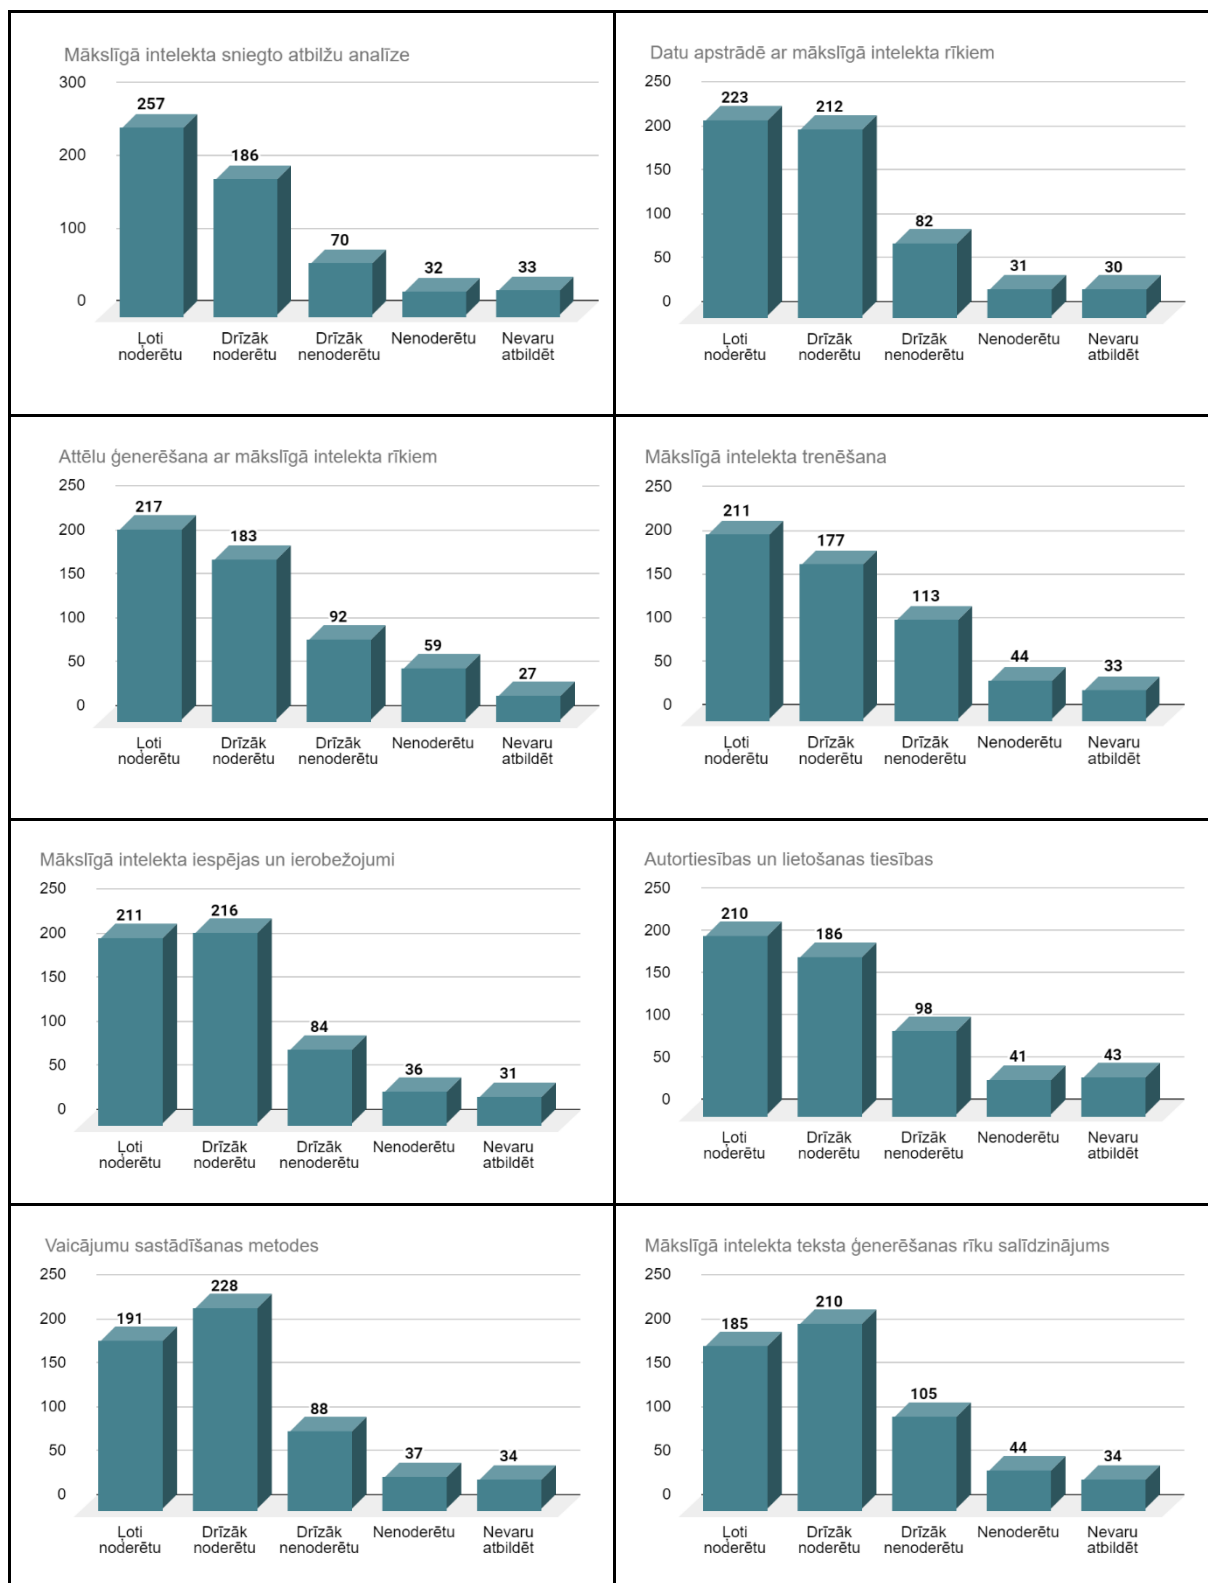 Mākslīgā intelekta sniegto atbilžu analīze
300
200
100
0
257
186
70
32
33
Ļoti noderētu
Drīzāk noderētu
Drīzāk nenoderētu
Nenoderētu
Nevaru atbildēt
Datu apstrādē ar mākslīgā intelekta rīkiem
250
200
150
100
50
0
223
212
82
31
30
Ļoti noderētu
Drīzāk noderētu
Drīzāk nenoderētu
Nenoderētu
Nevaru atbildēt
Attēlu ģenerēšana ar mākslīgā intelekta rīkiem
250
200
150
100
50
0
217
183
92
59
27
Ļoti noderētu
Drīzāk noderētu
Drīzāk nenoderētu
Nenoderētu
Nevaru atbildēt
Mākslīgā intelekta trenēšana
250
200
150
100
50
0
211
177
113
44
33
Ļoti noderētu
Drīzāk noderētu
Drīzāk nenoderētu
Nenoderētu
Nevaru atbildēt
Mākslīgā intelekta iespējas un ierobežojumi
250
200
150
100
50
0
211
216
84
36
31
Ļoti noderētu
Drīzāk noderētu
Drīzāk nenoderētu
Nenoderētu
Nevaru atbildēt
Autortiesības un lietošanas tiesības
250
200
150
100
50
0
210
186
98
41
43
Ļoti noderētu
Drīzāk noderētu
Drīzāk nenoderētu
Nenoderētu
Nevaru atbildēt
Vaicājumu sastādīšanas metodes
250
200
150
100
50
0
191
228
88
37
34
Ļoti noderētu
Drīzāk noderētu
Drīzāk nenoderētu
Nenoderētu
Nevaru atbildēt
Mākslīgā intelekta teksta ģenerēšanas rīku salīdzinājums
250
200
150
100
50
0
185
210
105
44
34
Ļoti noderētu
Drīzāk noderētu
Drīzāk nenoderētu
Nenoderētu
Nevaru atbildēt